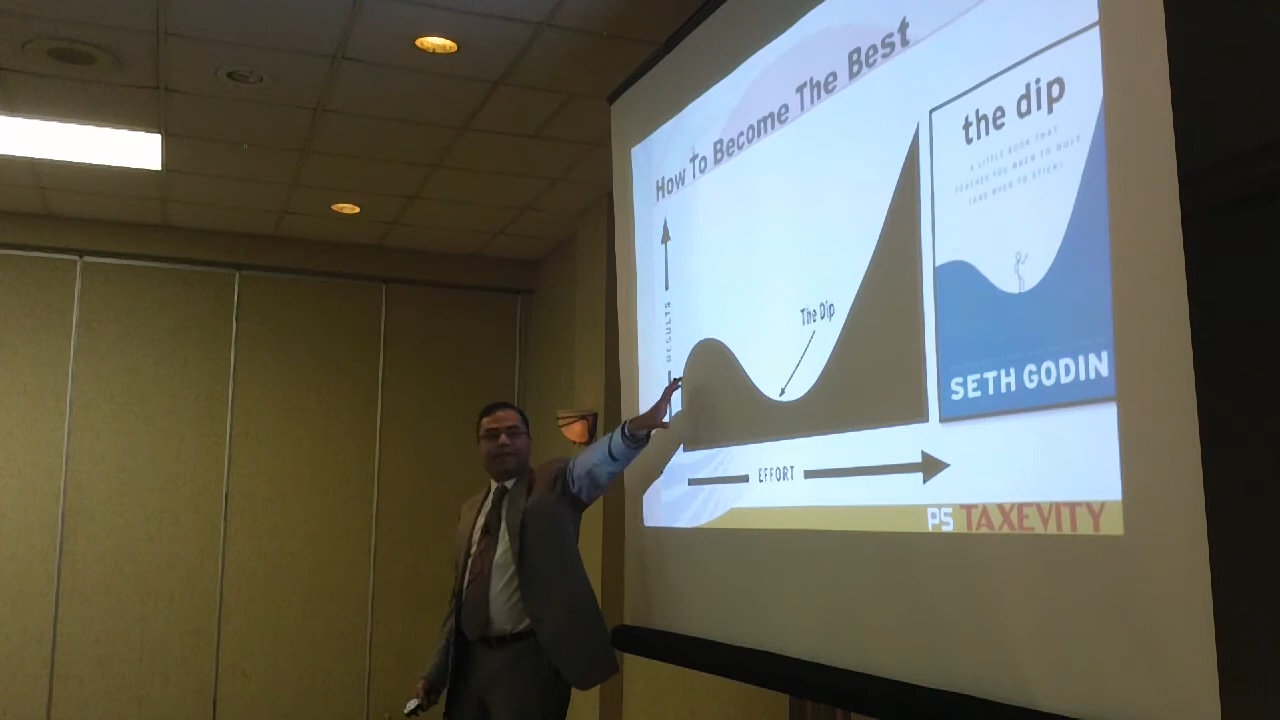 How To Become The Best
the dip
A LITTLE BOOK THAT
TEACHES YOU WHEN TO QUIT
(AND WHEN TO STICK)
RESULTS
The Dip
SETH GODIN
EFFORT
PS TAXEVITY